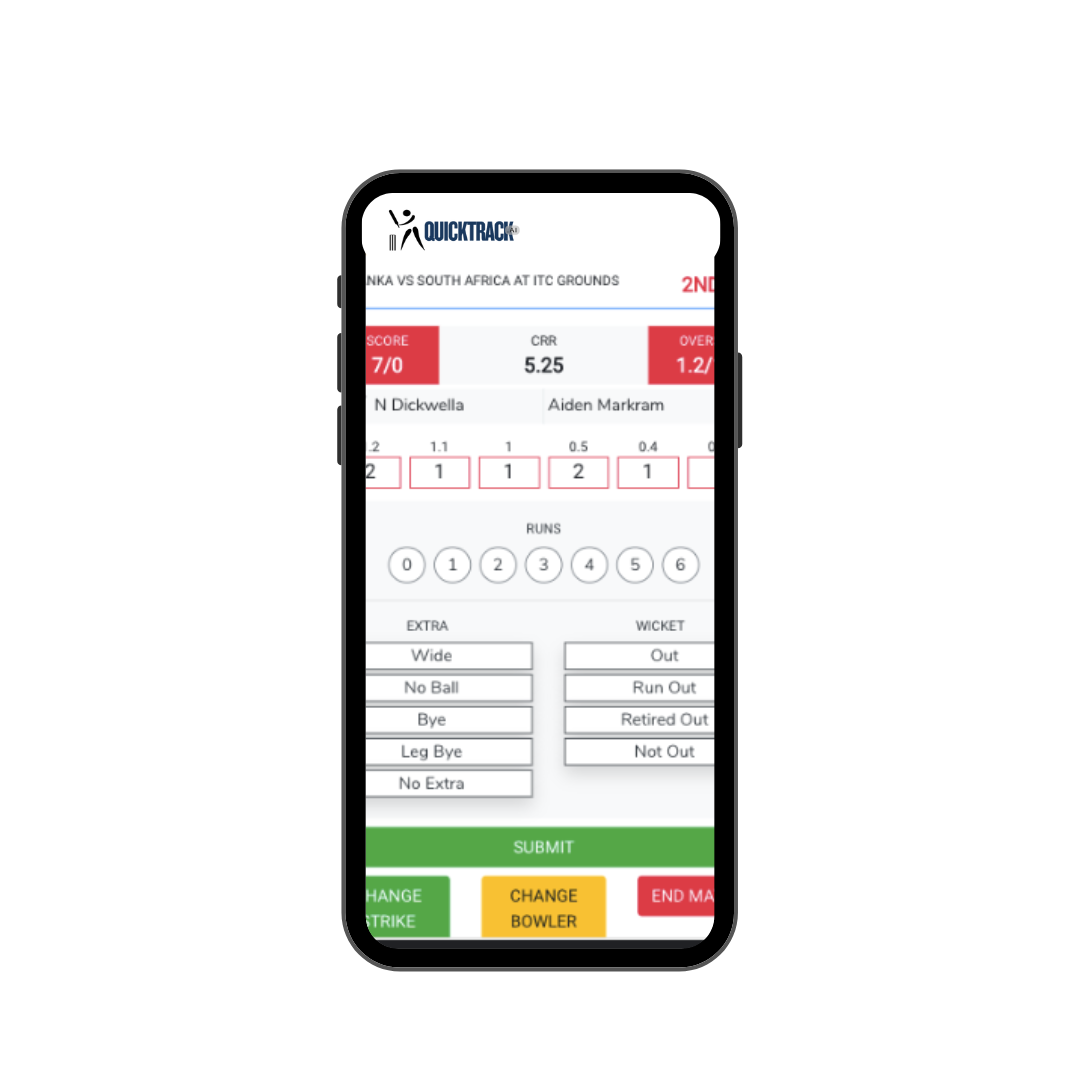 QUICKTRACK
NKA VS SOUTH AFRICA AT ITC GROUNDS
2ND
SCORE CRR OVER
7/0 5.25 1.2/
N Dickwella Aiden Markram
.2 1.1 1 0.5 0.4 0
2 1 1 2 1
RUNS
0 1 2 3 4 5 6
EXTRA WICKET
Wide Out
No Ball Run Out
Bye Retired Out
Leg Bye Not Out
No Extra
SUBMIT
HANGE CHANGE END MA
TRIKE BOWLER